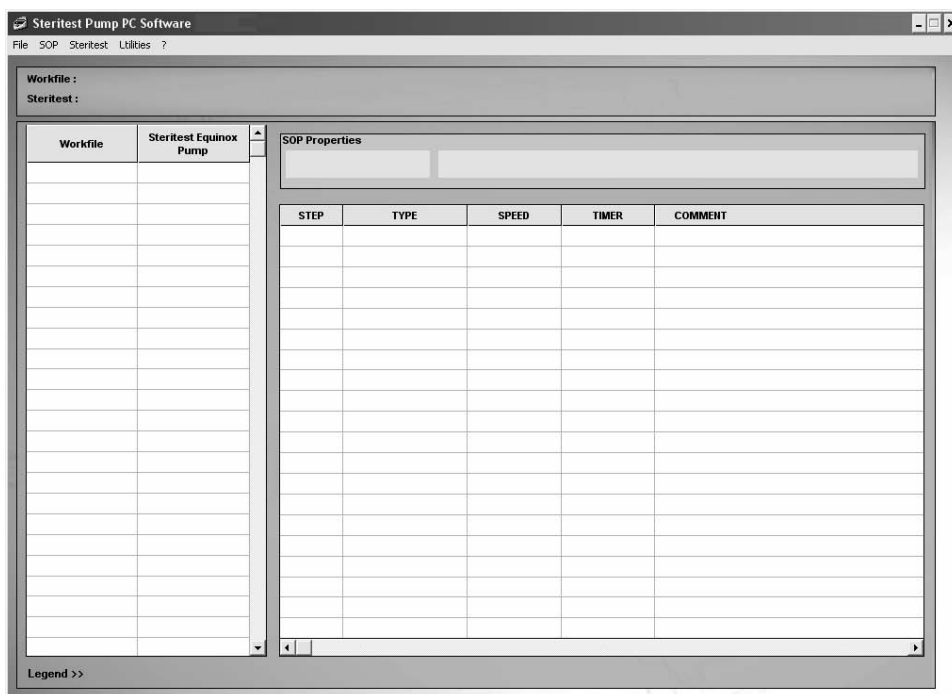 Steritest Pump PC Software
File SOP Steritest Ltilities ?
Workfile :
Steritest :
Workfile
Steritest Equinox
Pump
SOP Properties
STEP TYPE SPEED TIMER COMMENT
Legend >>